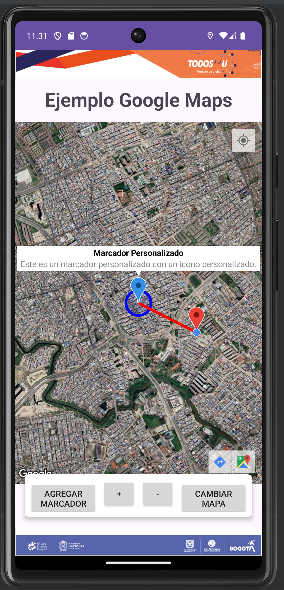 11:31
TODOS U
Ejemplo Google Maps
Marcador Personalizado
Este es un marcador personalizado con un icono personalizado.
Google
AGREGAR
MARCADOR
+
-
CAMBIAR
MAPA
BOGOTÁ